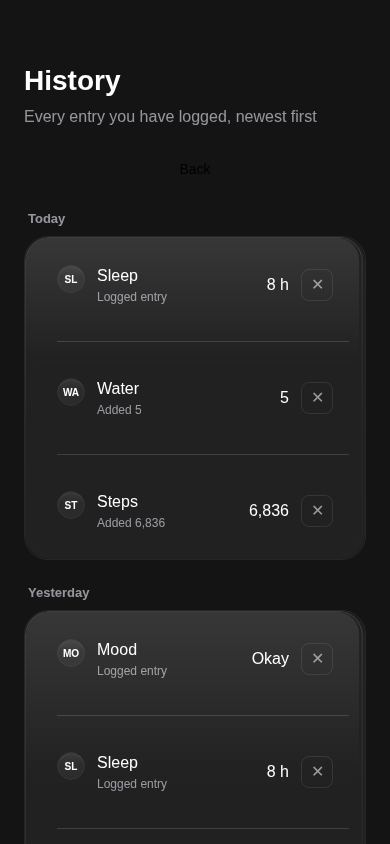 History
Every entry you have logged, newest first
Back
Today
SL Sleep 8 h ✕
Logged entry
WA Water 5 ✕
Added 5
ST Steps 6,836 ✕
Added 6,836
Yesterday
MO Mood Okay ✕
Logged entry
SL Sleep 8 h ✕
Logged entry